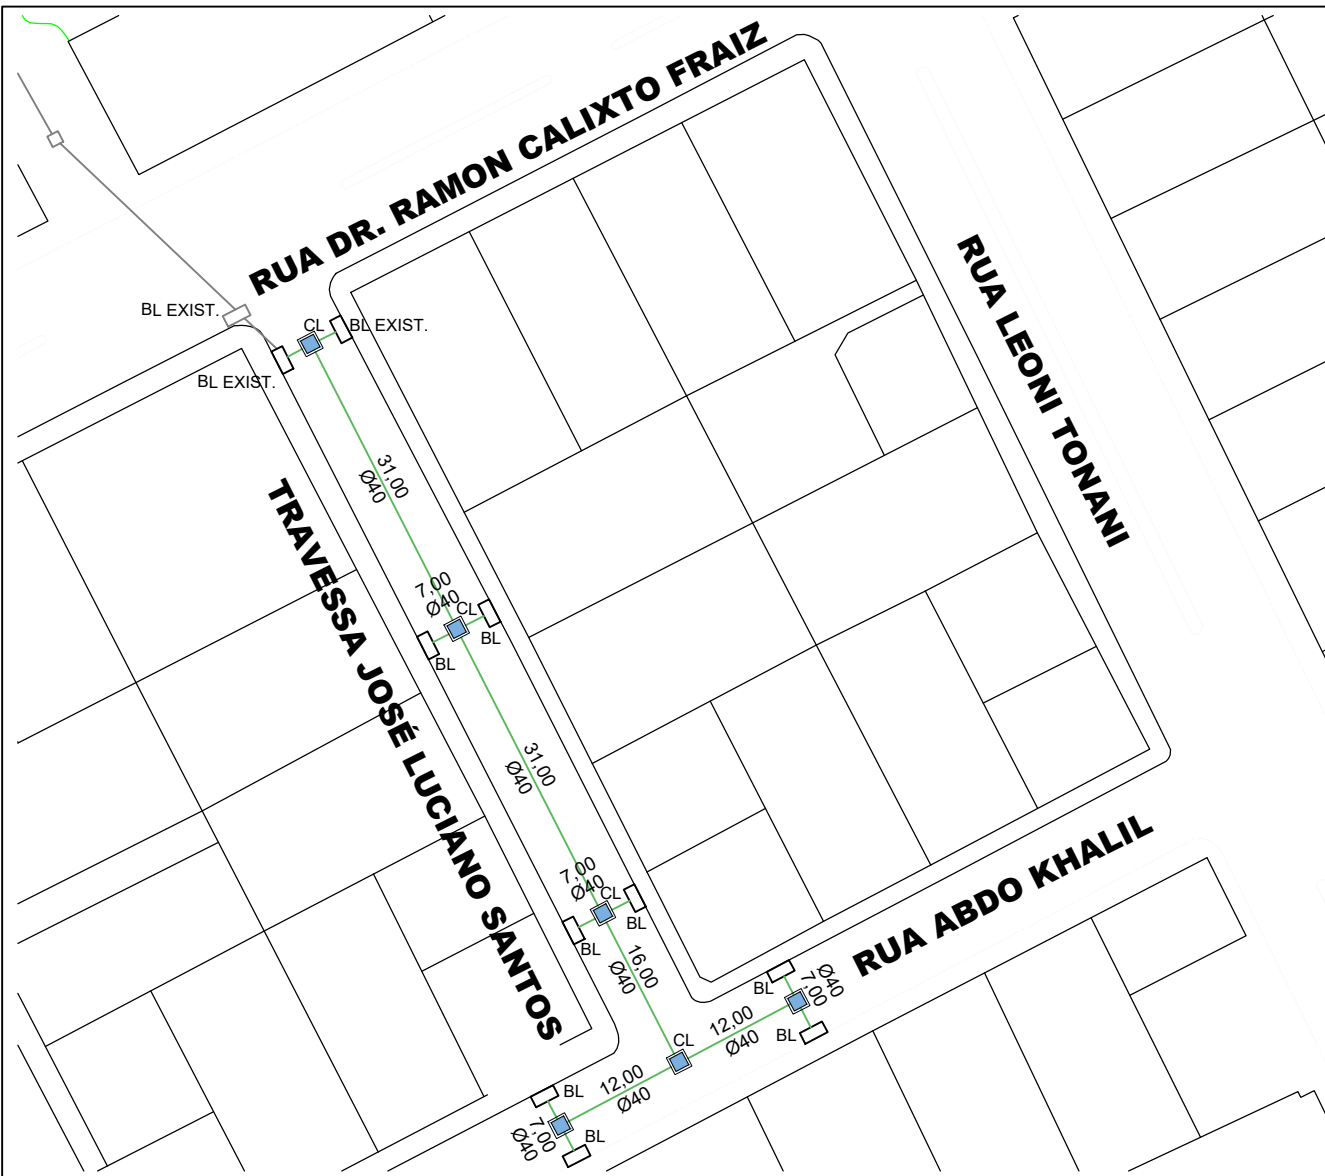 RUA DR. RAMON CALIXTO FRAIZ
RUA LEONI TONANI
BL EXIST.
CL
BL EXIST.
BL EXIST.
31,00
Ø40
TRAVESSA JOSÉ LUCIANO SANTOS
7,00
Ø40
CL
BL
BL
31,00
Ø40
7,00
Ø40
CL
BL
BL
16,00
Ø40
RUA ABDO KHALIL
BL
Ø40
7,00
BL
12,00
Ø40
CL
12,00
Ø40
BL
7,00
Ø40
BL